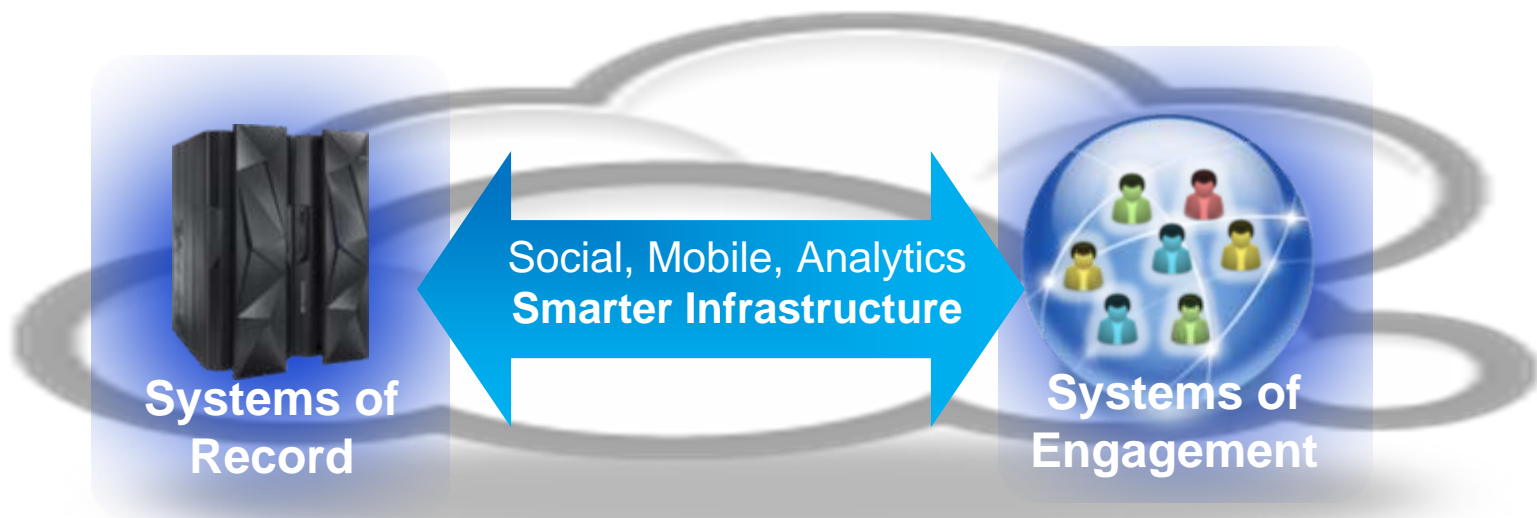 Social, Mobile, Analytics
Smarter Infrastructure
Systems of
Record
Systems of
Engagement